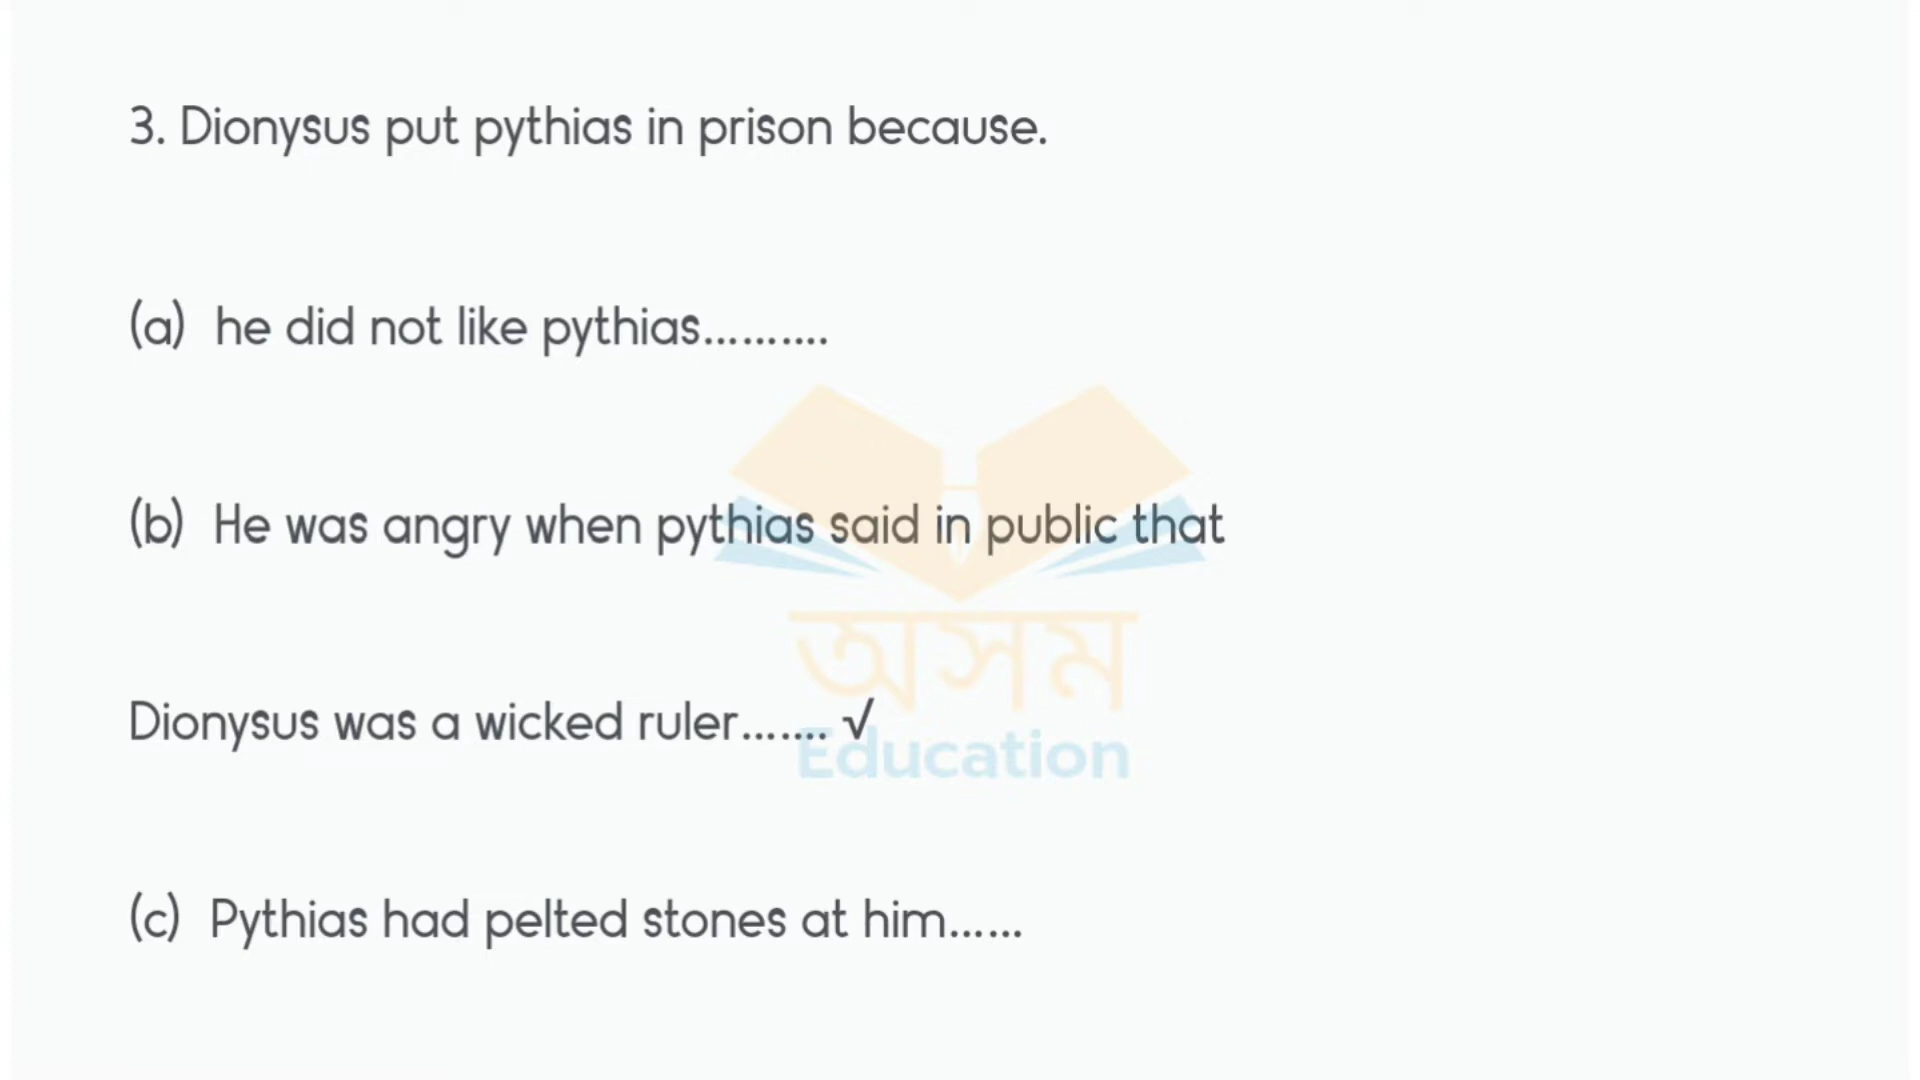 3. Dionysus put pythias in prison because.
(a) he did not like pythias..........
(b) He was angry when pythias said in public that
Dionysus was a wicked ruler....... √
(c) Pythias had pelted stones at him......
অসম
Education